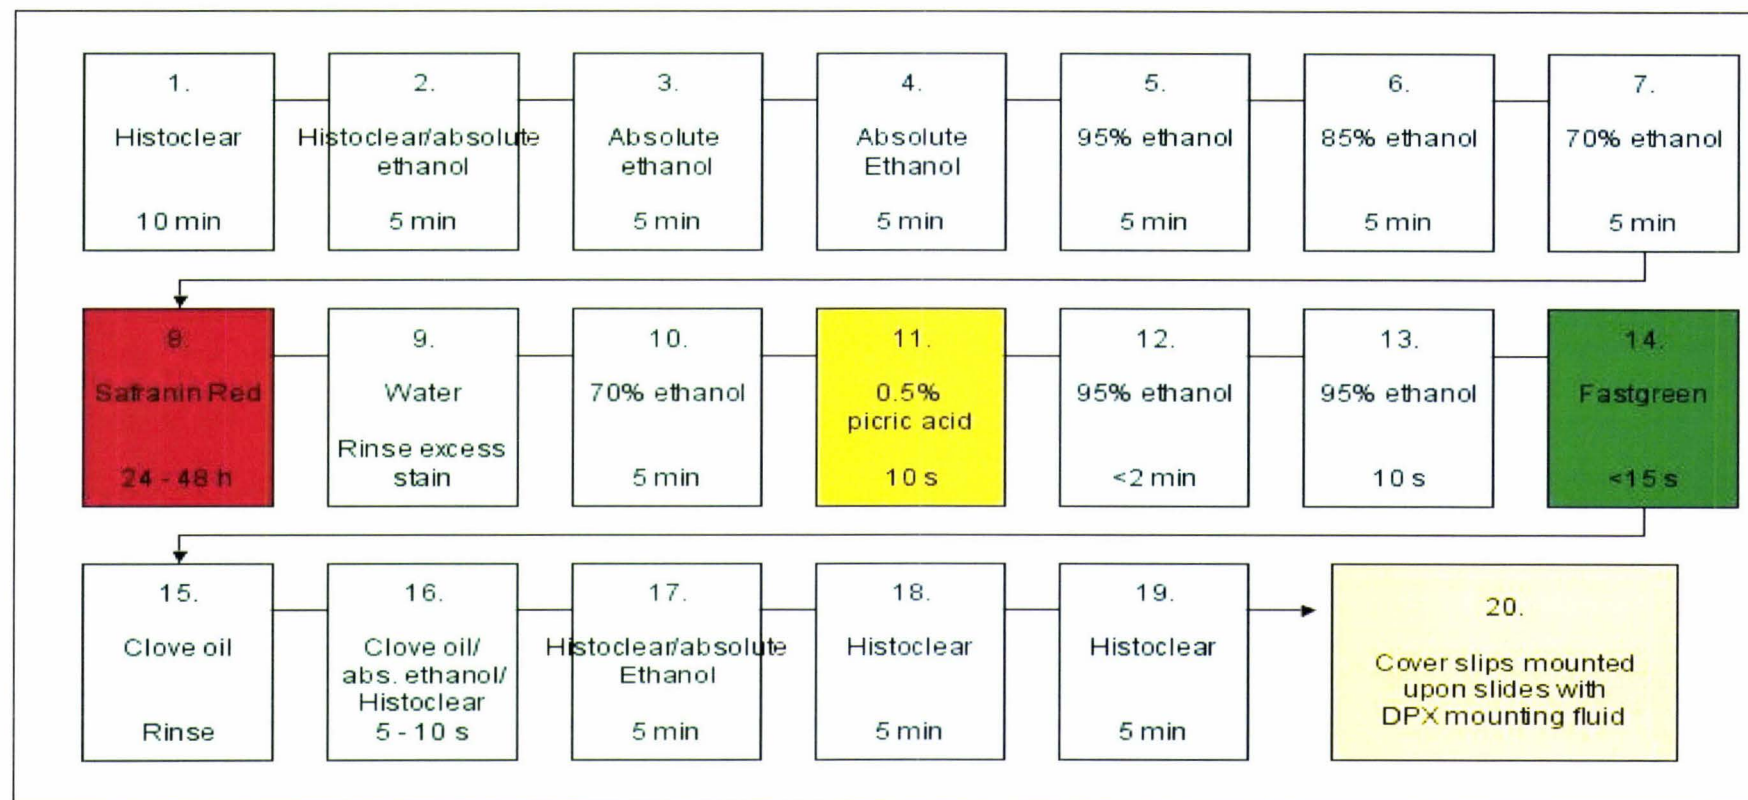 1.
Histoclear
10 min
2.
Histoclear/absolute
ethanol
5 min
3.
Absolute
ethanol
5 min
4.
Absolute
Ethanol
5 min
5.
95% ethanol
5 min
6.
85% ethanol
5 min
7.
70% ethanol
5 min
8.
Safranin Red
24 - 48 h
9.
Water
Rinse excess
stain
10.
70% ethanol
5 min
11.
0.5%
picric acid
10 s
12.
95% ethanol
<2 min
13.
95% ethanol
10 s
14.
Fastgreen
<15 s
15.
Clove oil
Rinse
16.
Clove oil/
abs. ethanol/
Histoclear
5 - 10 s
17.
Histoclear/absolute
Ethanol
5 min
18.
Histoclear
5 min
19.
Histoclear
5 min
20.
Cover slips mounted
upon slides with
DPX mounting fluid